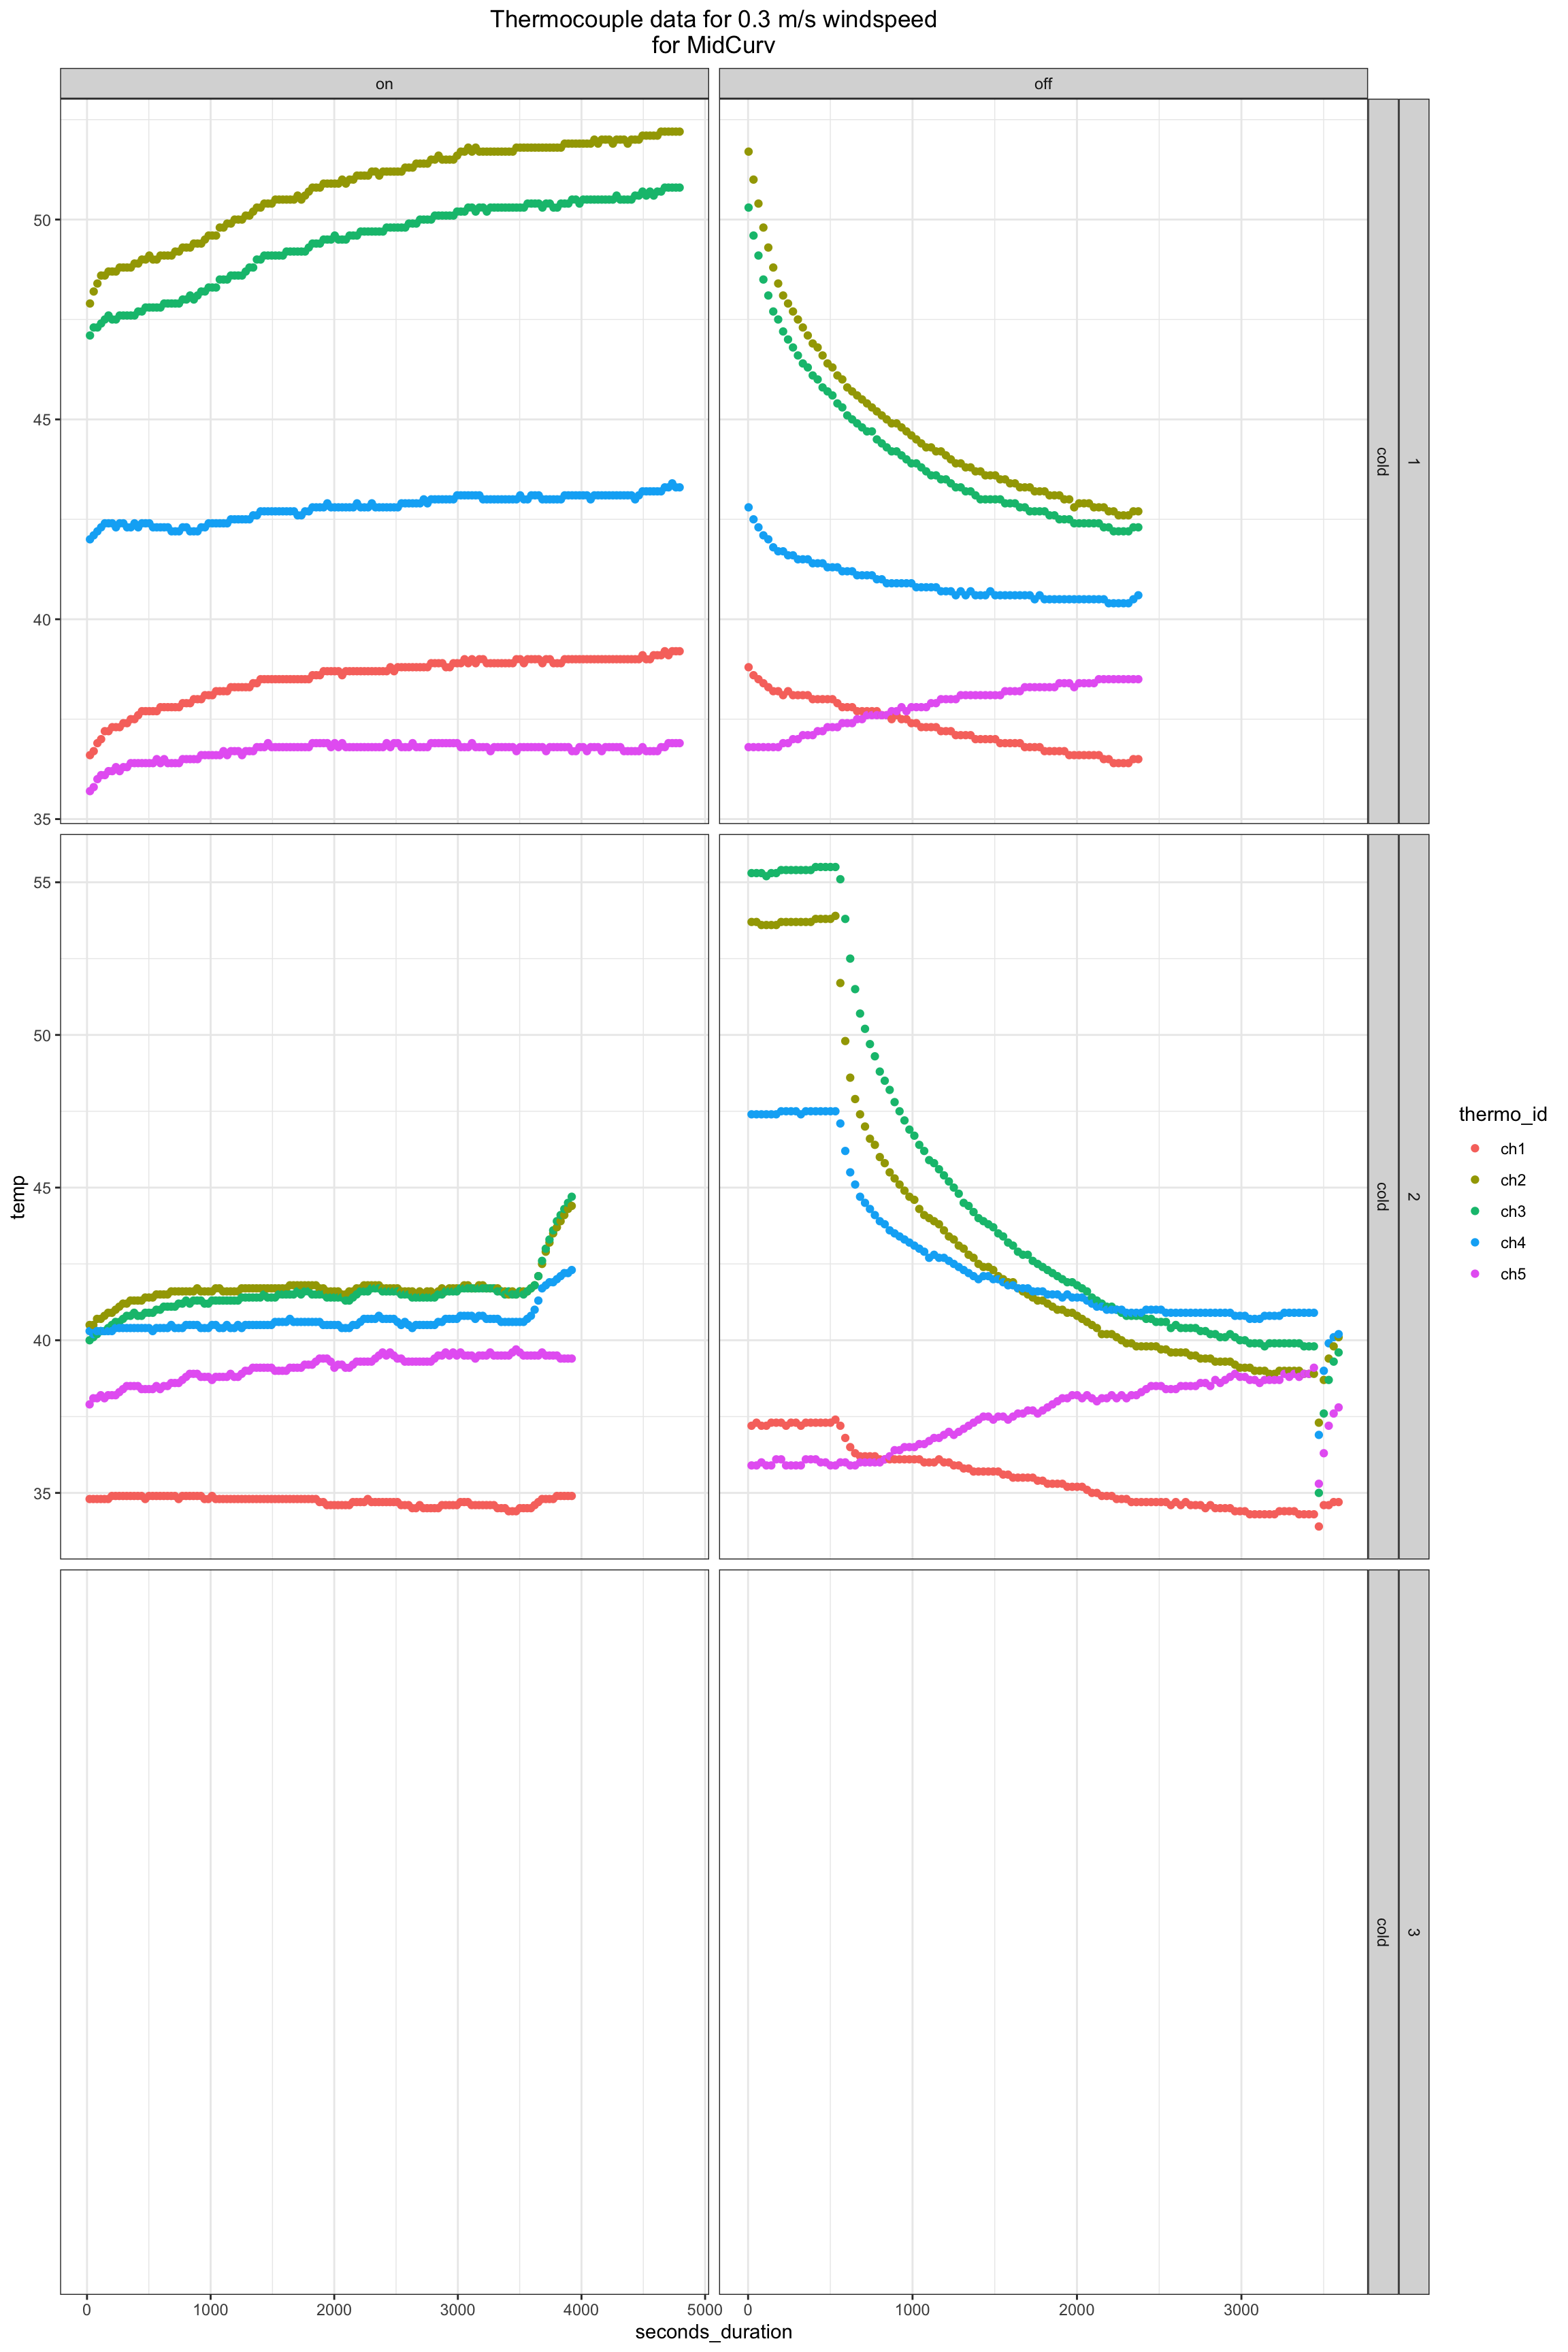 Thermocouple data for 0.3 m/s windspeed
for MidCurv
on
off
50
45
40
35
cold
1
55
50
45
40
35
cold
2
cold
3
temp
0
1000
2000
3000
4000
5000
0
1000
2000
3000
seconds_duration
thermo_id
ch1
ch2
ch3
ch4
ch5